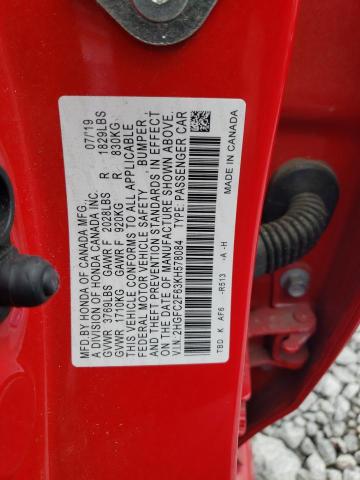 MFD. BY HONDA OF CANADA MFG. 07/19
A DIVISION OF HONDA CANADA INC.
GVWR 3769LBS GAWR F 2028LBS R 1829LBS
GVWR 1710KG GAWR F 920KG R 830KG
THIS VEHICLE CONFORMS TO ALL APPLICABLE
FEDERAL MOTOR VEHICLE SAFETY, BUMPER,
AND THEFT PREVENTION STANDARDS IN EFFECT
ON THE DATE OF MANUFACTURE SHOWN ABOVE.
V.I.N: 2HGFC2F63KH578084 TYPE: PASSENGER CAR
TBD K AF6 -R513 -A -H MADE IN CANADA